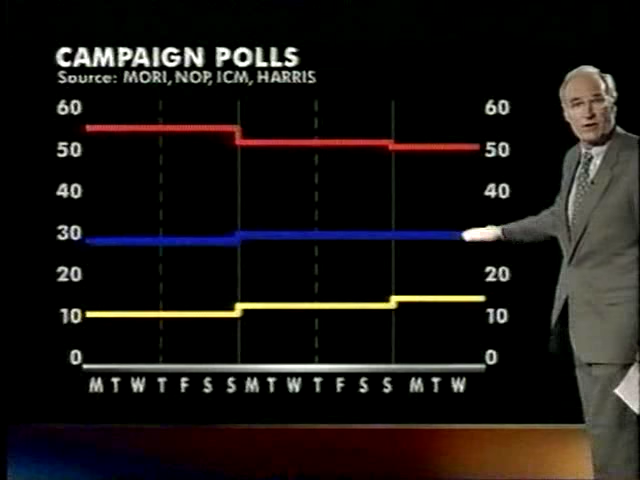 CAMPAIGN POLLS
Source: MORI, NOP, ICM, HARRIS
60 60
50 50
40 40
30
20 20
10 10
0 0
M T W T F S S M T W T F S S M T W